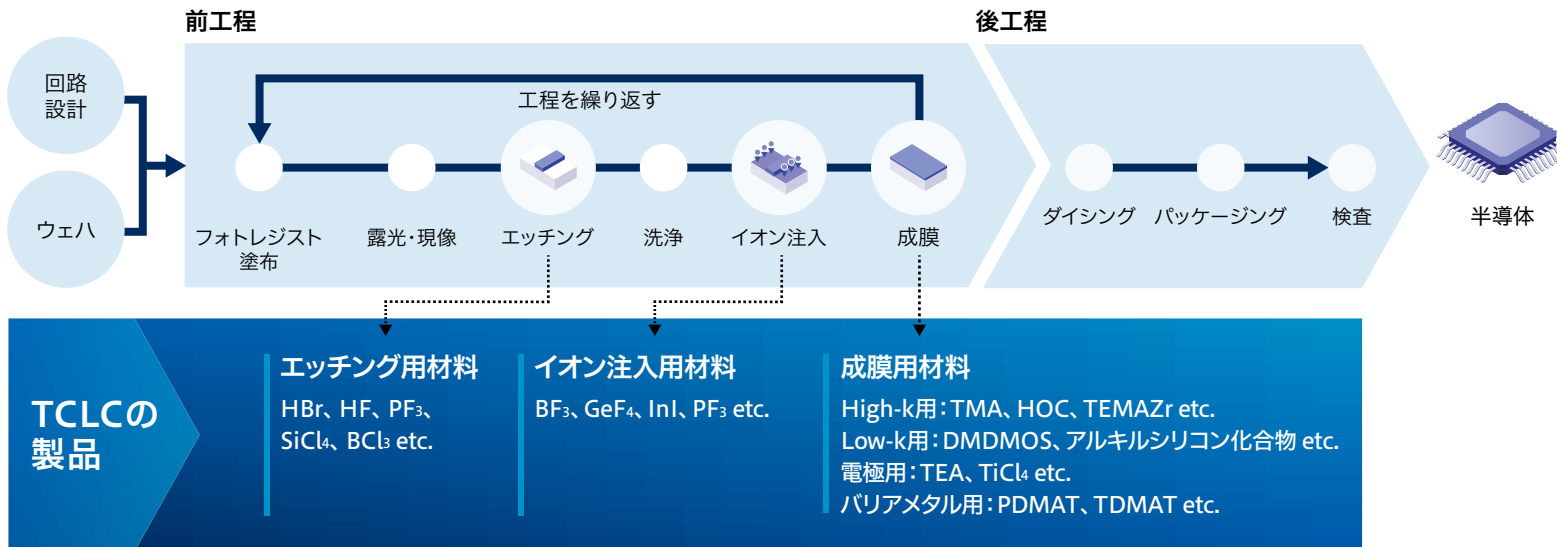 前工程
後工程
回路
設計
ウェハ
工程を繰り返す
フォトレジスト
塗布
露光・現像
エッチング
洗浄
イオン注入
成膜
ダイシング
パッケージング
検査
半導体
TCLCの
製品
エッチング用材料
HBr、HF、PF₃、
SiCl₄、BCl₃ etc.
イオン注入用材料
BF₃、GeF₄、InI、PF₃ etc.
成膜用材料
High-k用：TMA、HOC、TEMAZr etc.
Low-k用：DMDMOS、アルキルシリコン化合物 etc.
電極用：TEA、TiCl₄ etc.
バリアメタル用：PDMAT、TDMAT etc.